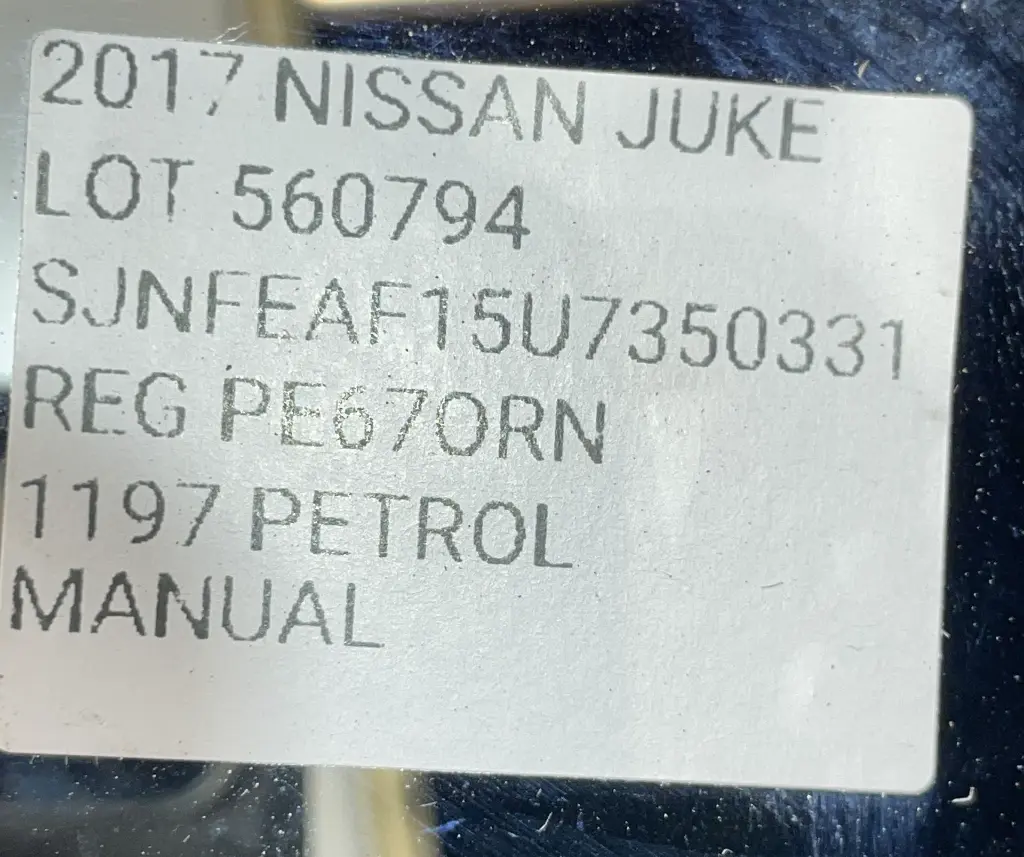 2017 NISSAN JUKE
LOT 560794
SJNFEAF15U7350331
REG PE67ORN
1197 PETROL
MANUAL